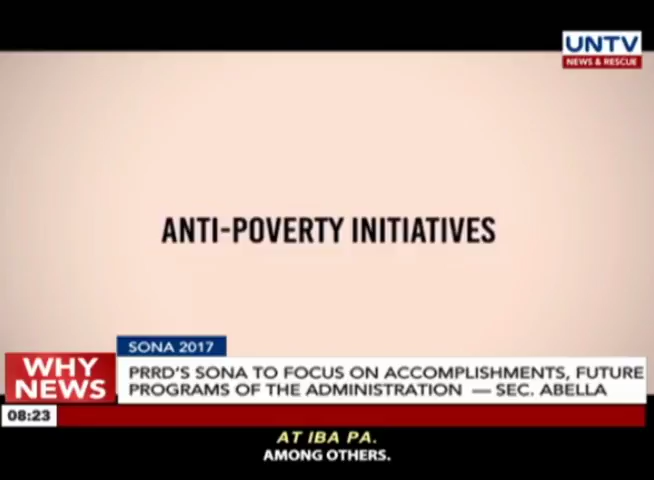 UNTV
NEWS & RESCUE
ANTI-POVERTY INITIATIVES
SONA 2017
WHY
NEWS
PRRD'S SONA TO FOCUS ON ACCOMPLISHMENTS, FUTURE
PROGRAMS OF THE ADMINISTRATION — SEC. ABELLA
08:23
AT IBA PA.
AMONG OTHERS.